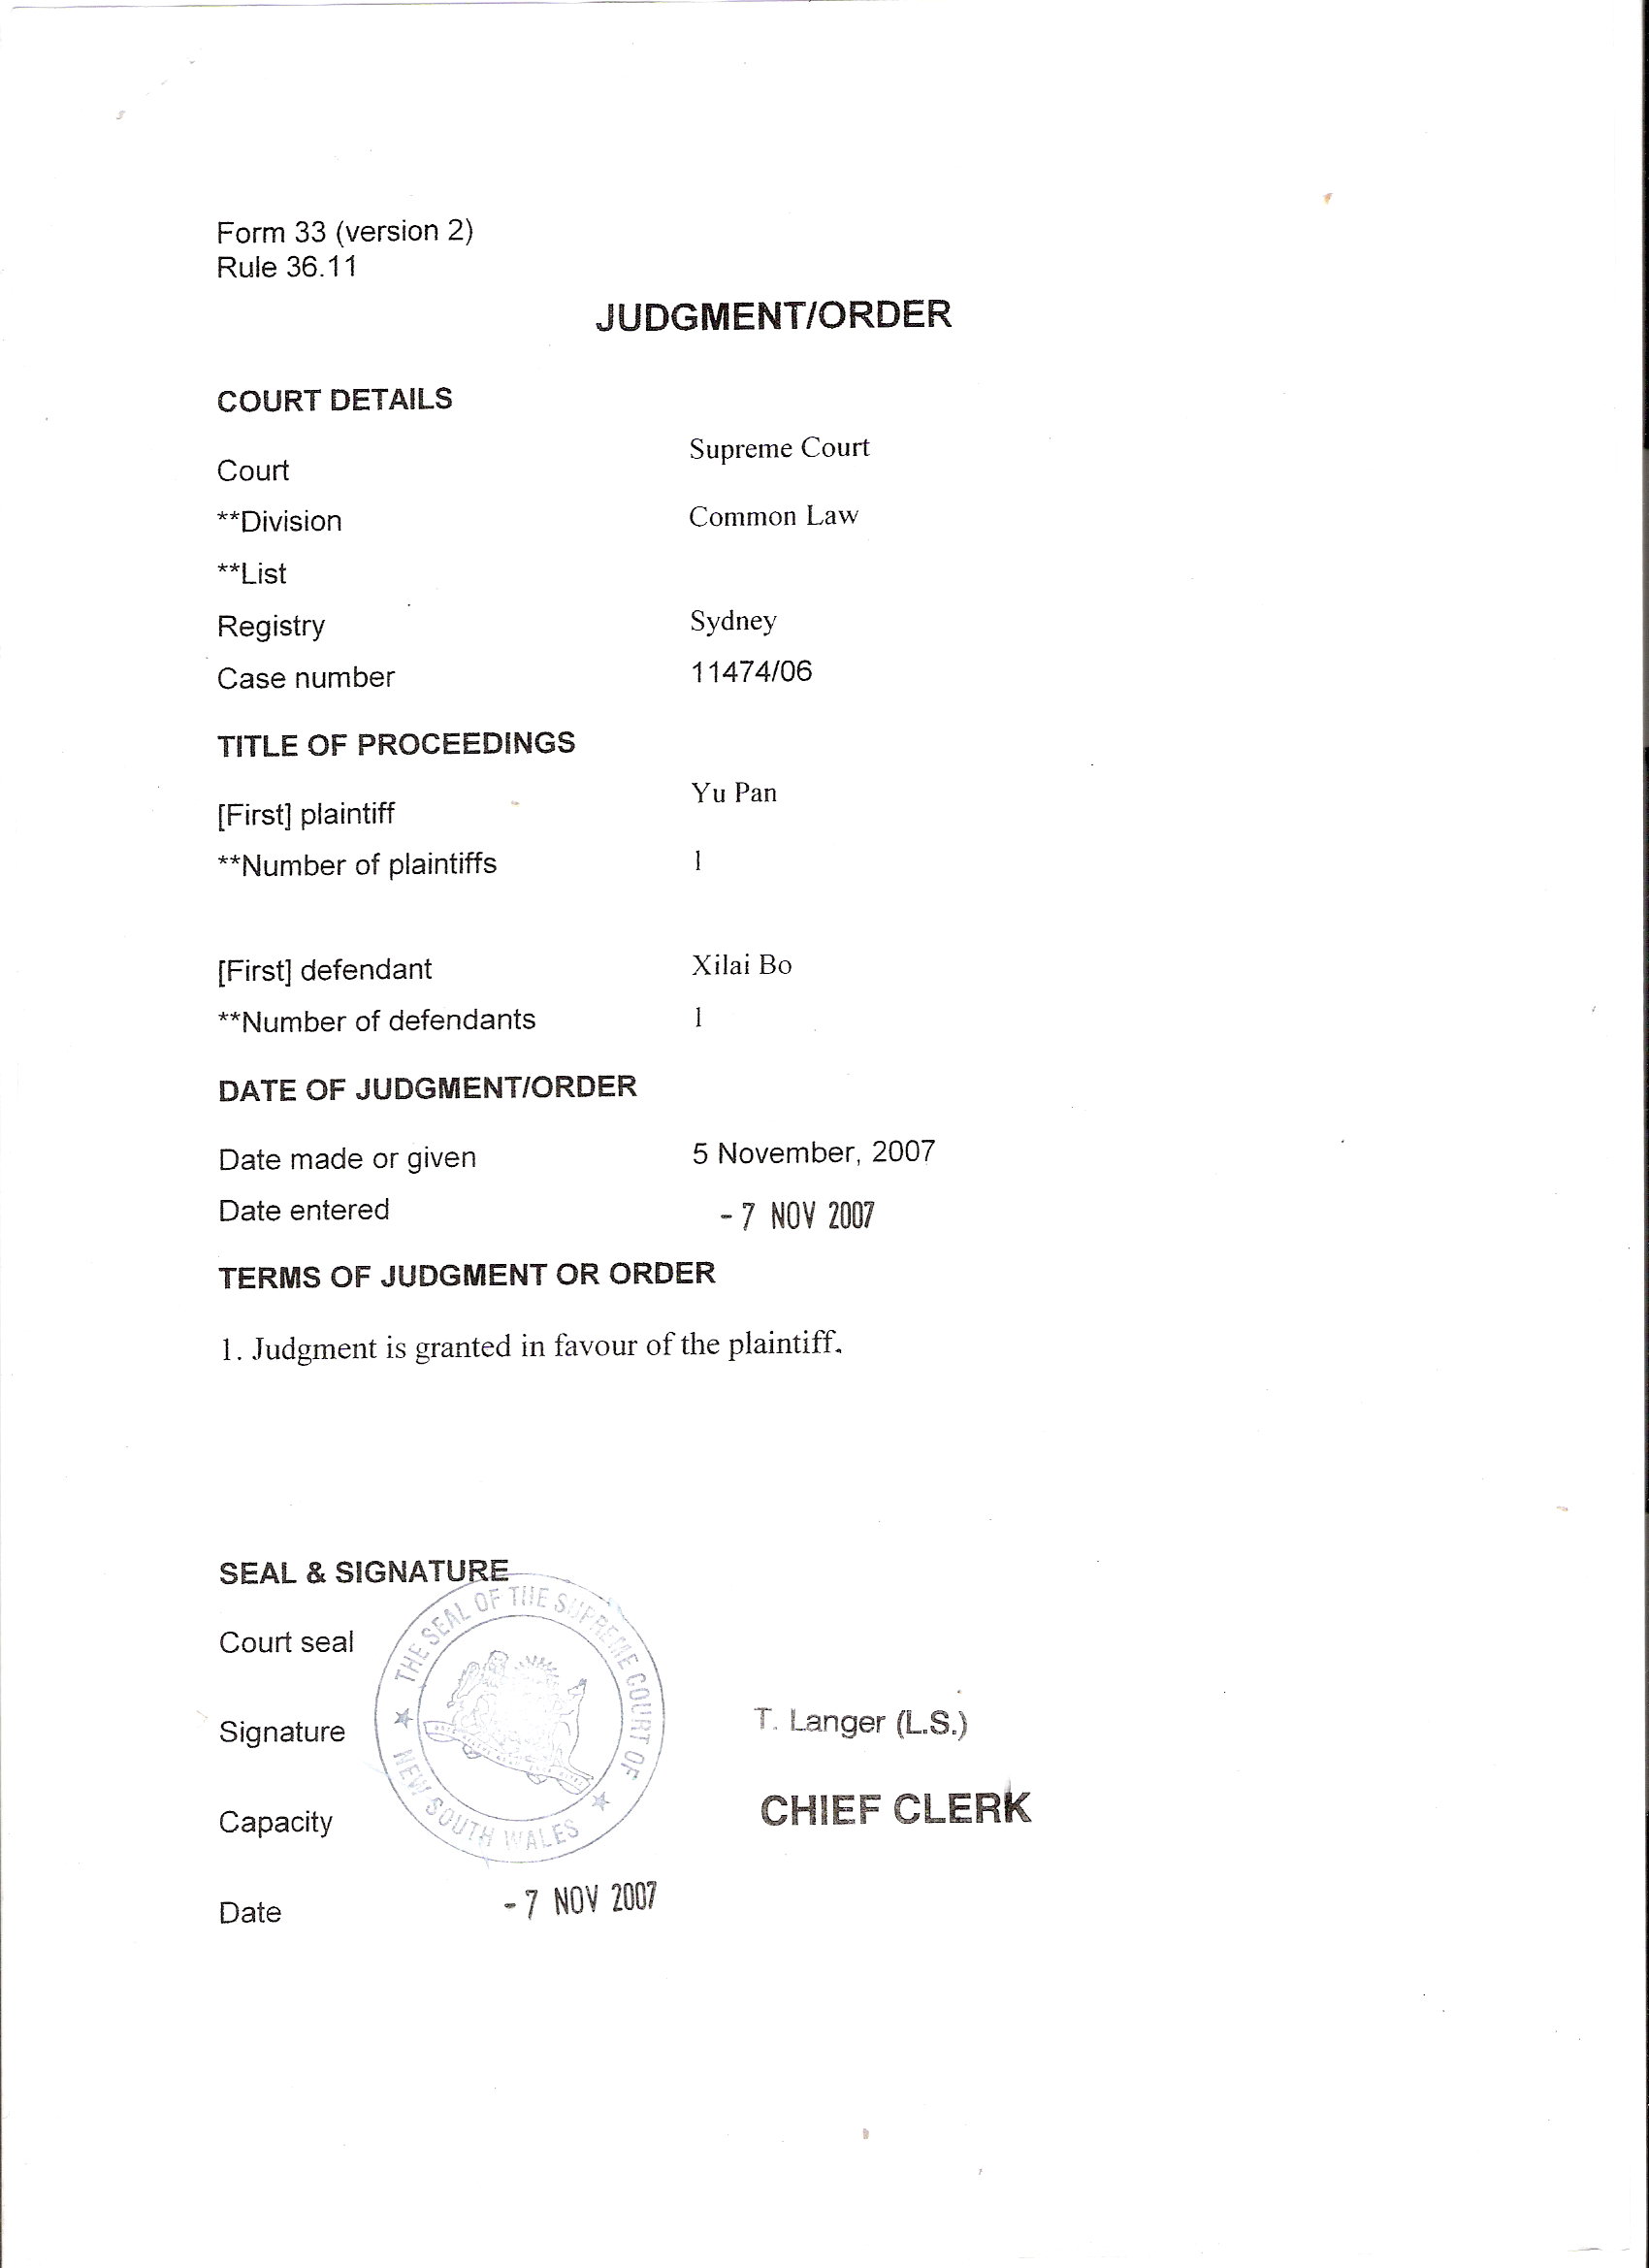 Form 33 (version 2)
Rule 36.11
JUDGMENT/ORDER
COURT DETAILS
Court Supreme Court
**Division Common Law
**List
Registry Sydney
Case number 11474/06
TITLE OF PROCEEDINGS
[First] plaintiff Yu Pan
**Number of plaintiffs 1
[First] defendant Xilai Bo
**Number of defendants 1
DATE OF JUDGMENT/ORDER
Date made or given 5 November, 2007
Date entered - 7 NOV 2007
TERMS OF JUDGMENT OR ORDER
1. Judgment is granted in favour of the plaintiff.
SEAL & SIGNATURE
THE SEAL OF THE SUPREME COURT OF
NEW SOUTH WALES
Court seal
Signature T. Langer (L.S.)
Capacity CHIEF CLERK
Date - 7 NOV 2007